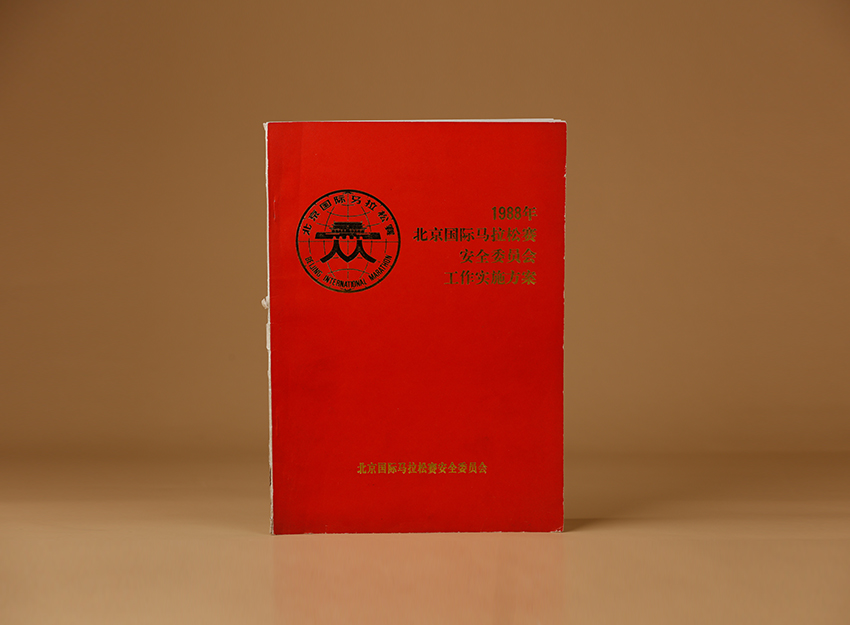 北京国际马拉松赛
BEIJING INTERNATIONAL MARATHON
1989年
北京国际马拉松赛
安全委员会
工作实施方案
北京国际马拉松赛安全委员会